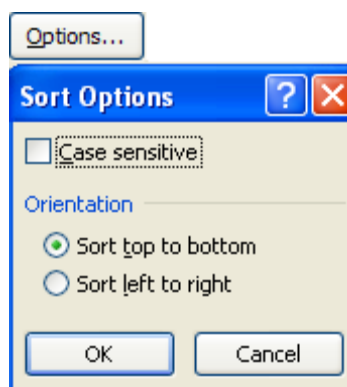 Options...
Sort Options
Case sensitive
Orientation
Sort top to bottom
Sort left to right
OK Cancel